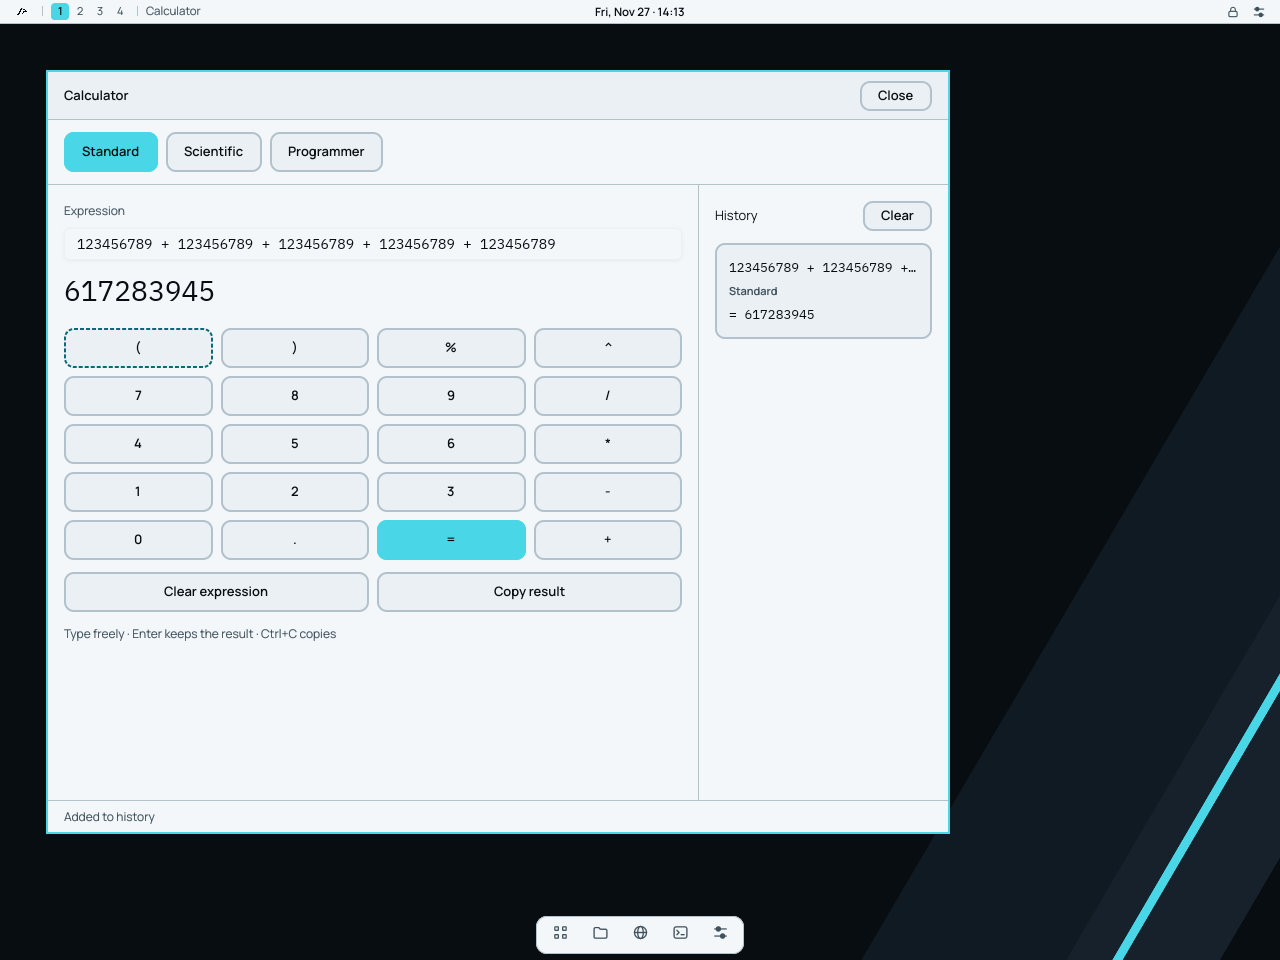 1 2 3 4 Calculator
Fri, Nov 27 · 14:13
Calculator
Close
Standard
Scientific
Programmer
Expression
123456789 + 123456789 + 123456789 + 123456789 + 123456789
617283945
( ) % ^
7 8 9 /
4 5 6 *
1 2 3 -
0 . = +
Clear expression
Copy result
Type freely · Enter keeps the result · Ctrl+C copies
History
Clear
123456789 + 123456789 +…
Standard
= 617283945
Added to history